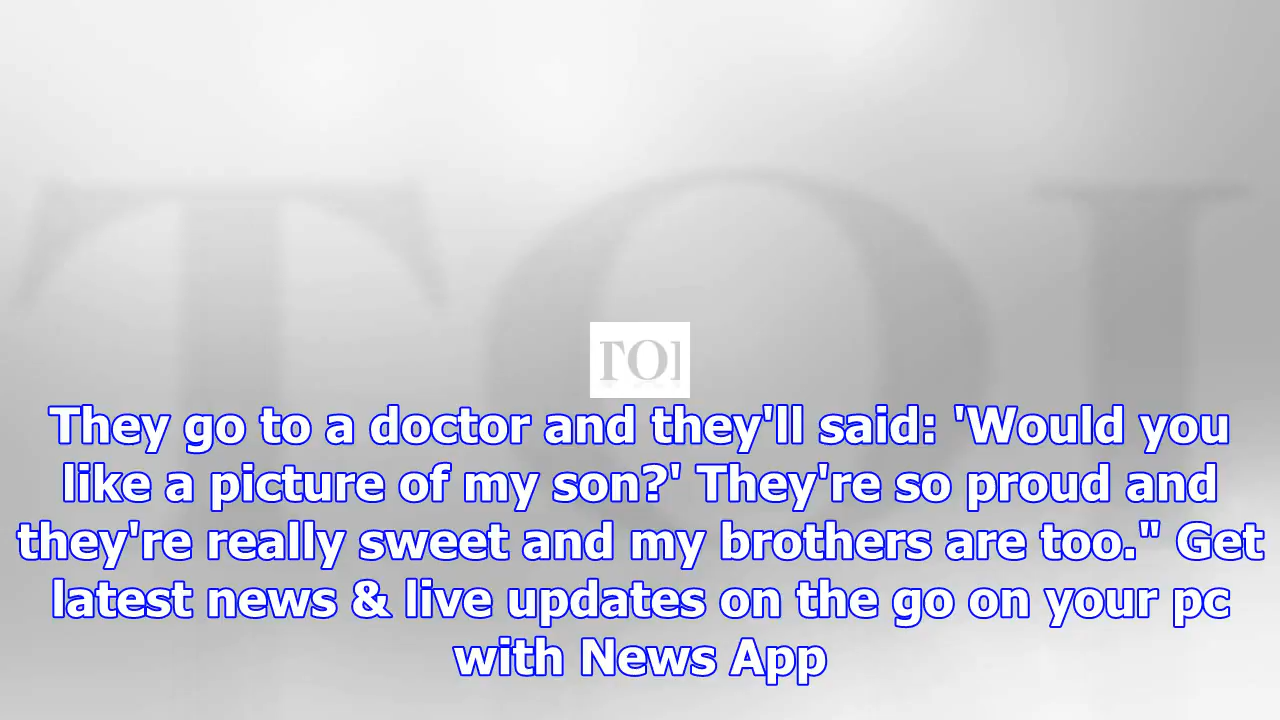 TOI
TOI
They go to a doctor and they'll said: 'Would you
like a picture of my son?' They're so proud and
they're really sweet and my brothers are too." Get
latest news & live updates on the go on your pc
with News App